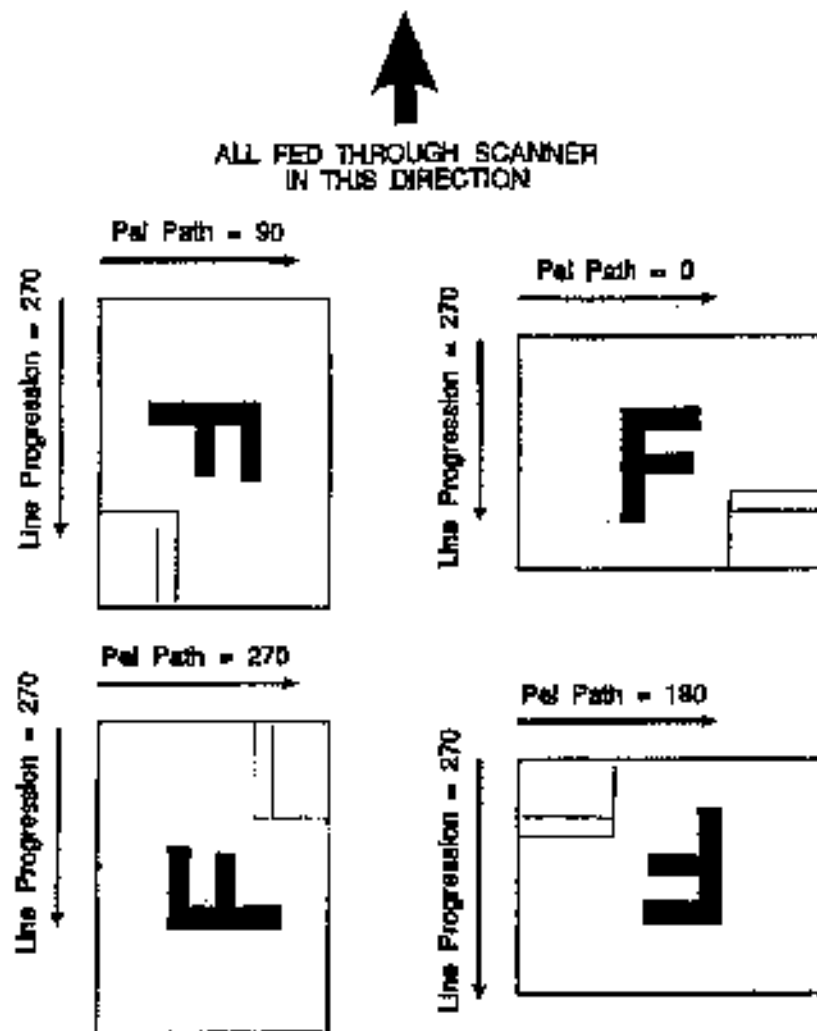 ALL FED THROUGH SCANNER
IN THIS DIRECTION
Pel Path = 90
Line Progression = 270
F
Pel Path = 0
Line Progression = 270
F
Pel Path = 270
Line Progression = 270
F
Pel Path = 180
Line Progression = 270
F